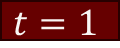 t = 1